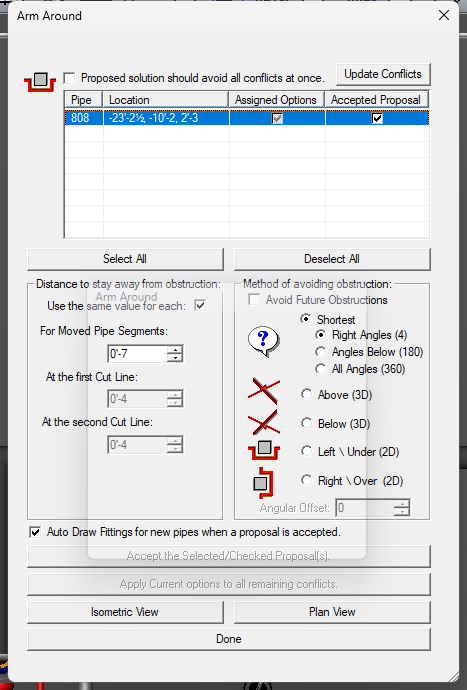 Arm Around
Proposed solution should avoid all conflicts at once.
Update Conflicts
Pipe Location Assigned Options Accepted Proposal
808 -23'-2½, -10'-2, 2'-3
Select All Deselect All
Distance to stay away from obstruction:
Arm Around
Use the same value for each:
For Moved Pipe Segments:
0'-7
At the first Cut Line:
0'-4
At the second Cut Line:
0'-4
Method of avoiding obstruction:
Avoid Future Obstructions
?
Shortest
Right Angles (4)
Angles Below (180)
All Angles (360)
Above (3D)
Below (3D)
Left \ Under (2D)
Right \ Over (2D)
Angular Offset: 0
Auto Draw Fittings for new pipes when a proposal is accepted.
Accept the Selected/Checked Proposal(s).
Apply Current options to all remaining conflicts.
Isometric View Plan View
Done